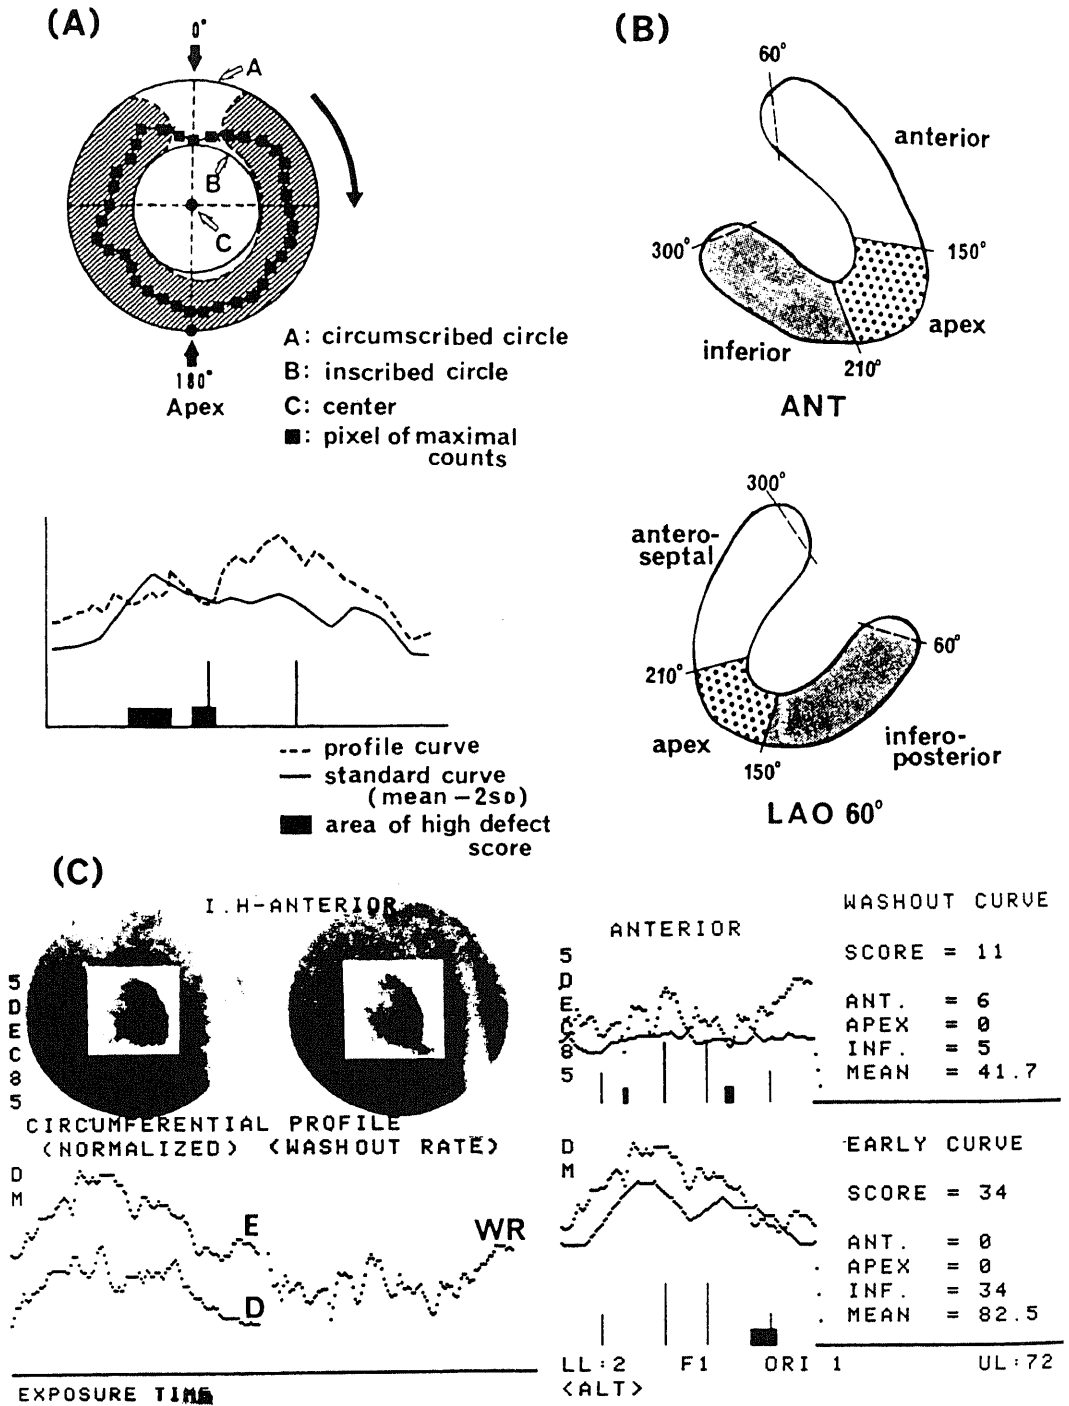 (A)
0°
A
B
C
180°
Apex
A: circumscribed circle
B: inscribed circle
C: center
■: pixel of maximal
counts
--- profile curve
— standard curve
(mean −2SD)
area of high defect
score
(B)
60°
anterior
300°
150°
inferior
apex
210°
ANT
300°
antero-
septal
60°
210°
apex
infero-
posterior
150°
LAO 60°
(C)
I.H-ANTERIOR
5DEC85
CIRCUMFERENTIAL PROFILE
(NORMALIZED) (WASHOUT RATE)
DM
E
WR
D
EXPOSURE TIME
ANTERIOR
5DEC85
WASHOUT CURVE
SCORE = 11
ANT. = 6
APEX = 0
INF. = 5
MEAN = 41.7
DM
EARLY CURVE
SCORE = 34
ANT. = 0
APEX = 0
INF. = 34
MEAN = 82.5
LL:2 F1 ORI 1 UL:72
<ALT>